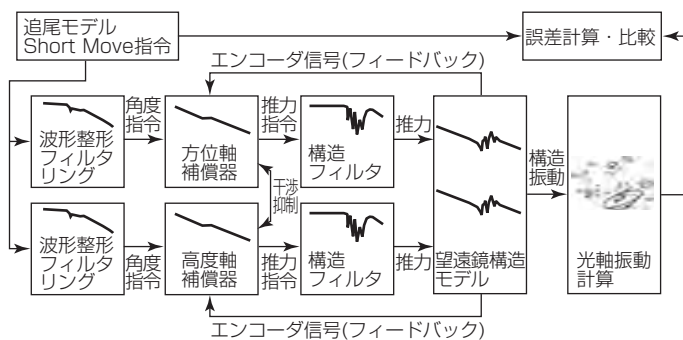 追尾モデル
Short Move指令
誤差計算・比較
エンコーダ信号(フィードバック)
波形整形
フィルタ
リング
角度
指令
方位軸
補償器
推力
指令
構造
フィルタ
推力
構造
振動
干渉
抑制
波形整形
フィルタ
リング
角度
指令
高度軸
補償器
推力
指令
構造
フィルタ
推力
望遠鏡構造
モデル
光軸振動
計算
エンコーダ信号(フィードバック)